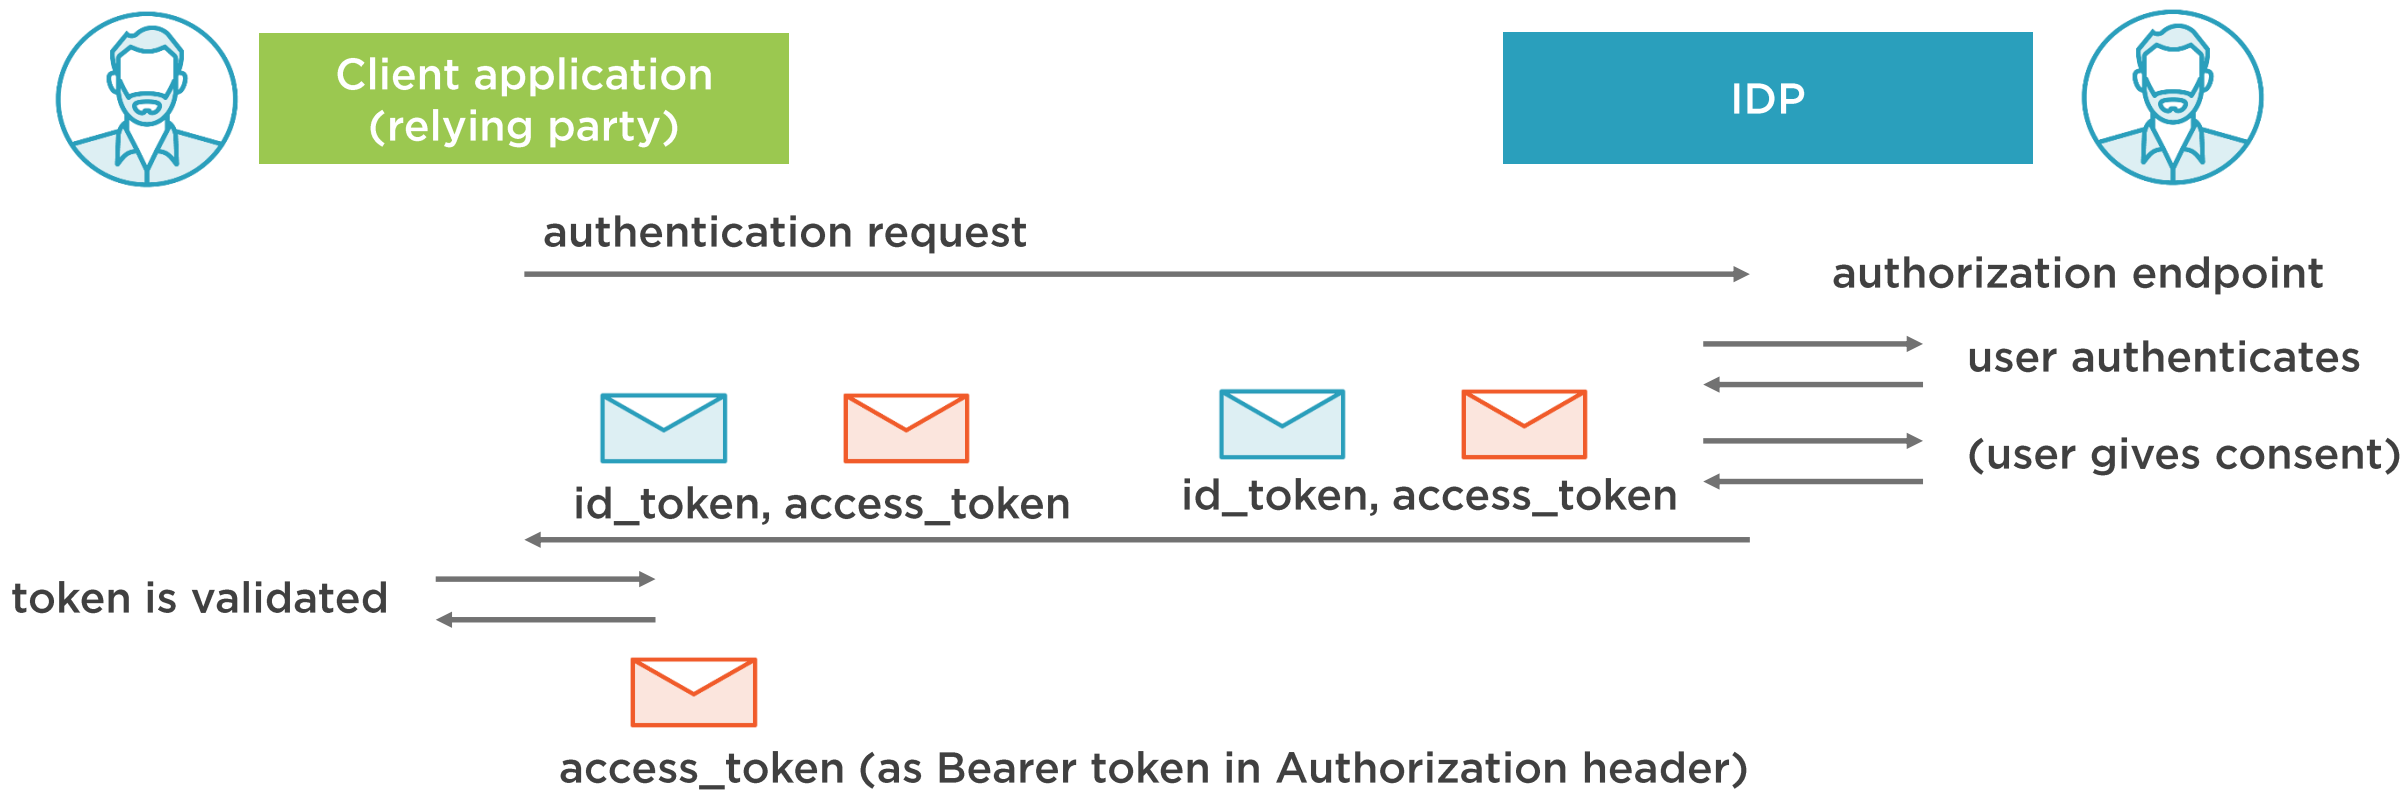 Client application
(relying party)
IDP
authentication request
authorization endpoint
user authenticates
(user gives consent)
id_token, access_token
id_token, access_token
token is validated
access_token (as Bearer token in Authorization header)